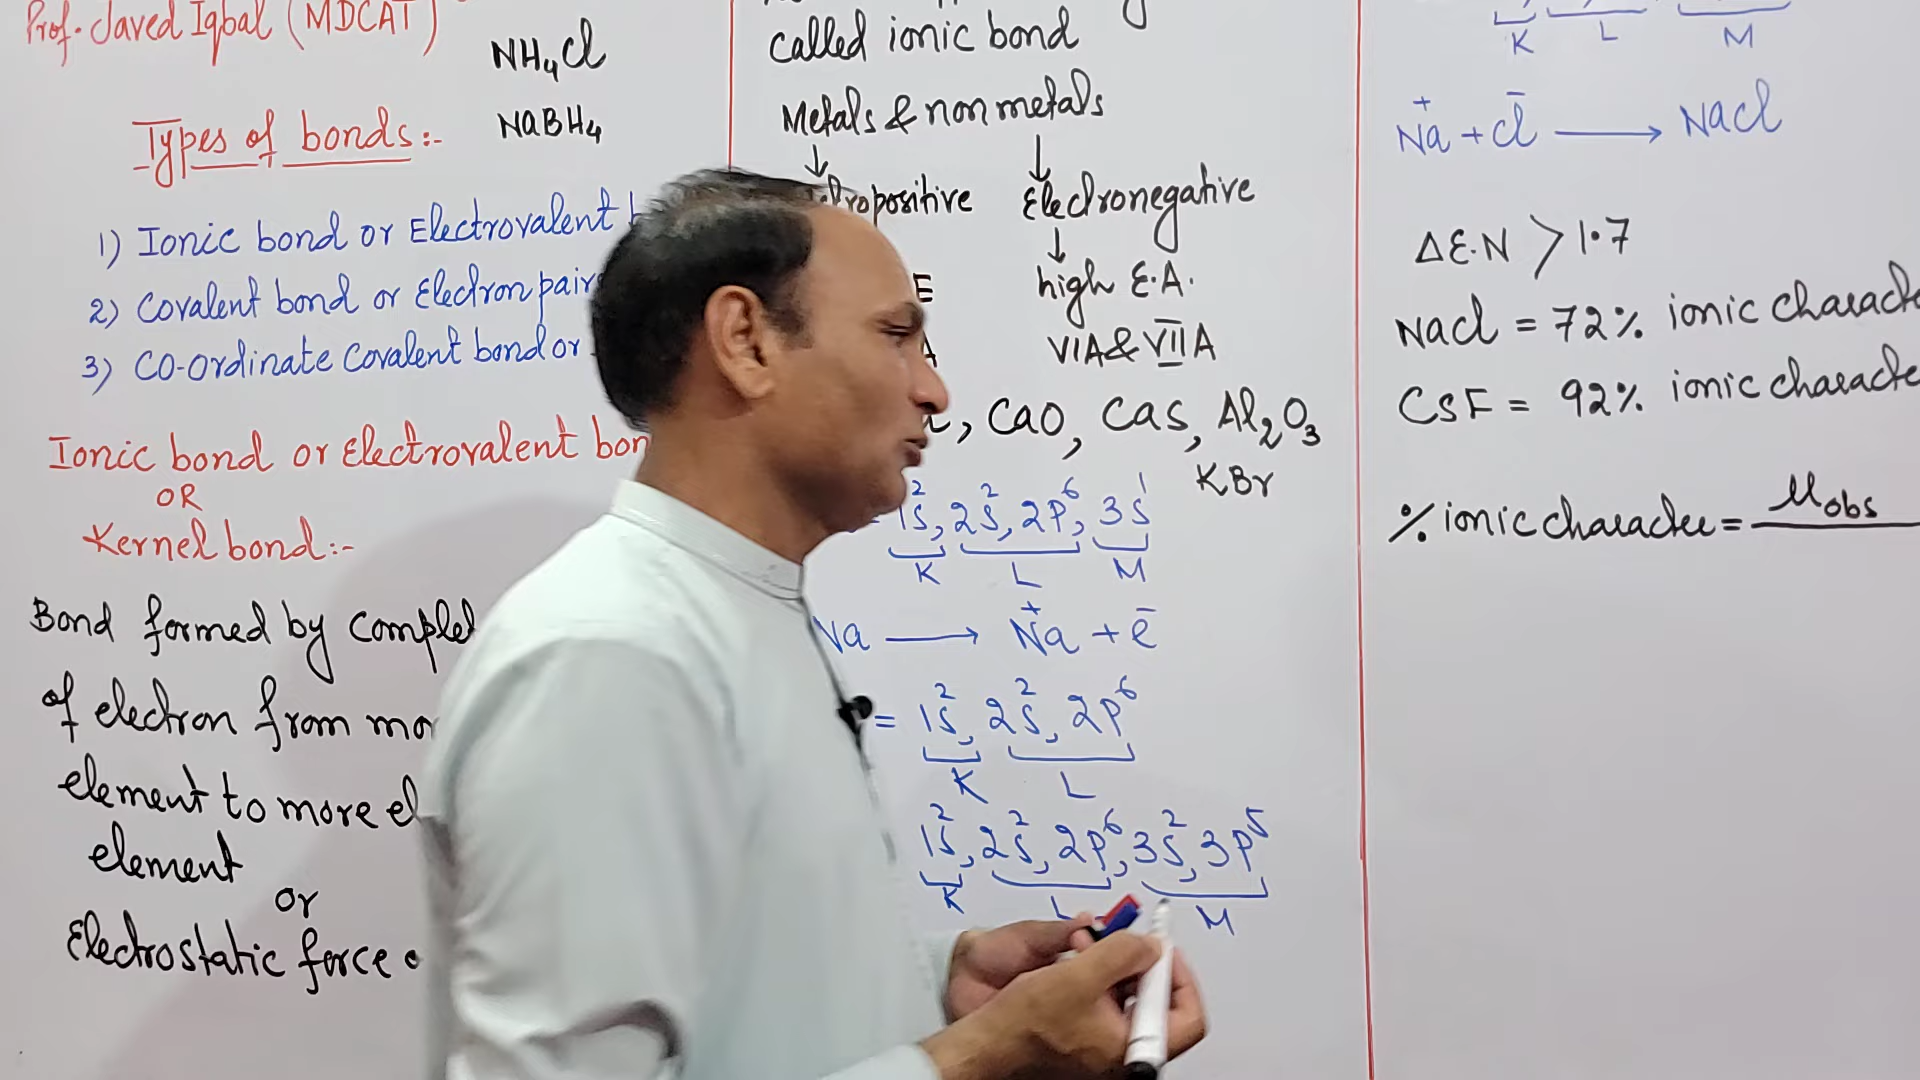 Prof. Javed Iqbal (MDCAT)
NH₄Cl
NaBH₄
Types of bonds:-
1) Ionic bond or Electrovalent
2) Covalent bond or Electron pair
3) CO-Ordinate Covalent bond or
Ionic bond or Electrovalent bon
OR
Kernel bond:-
Bond formed by complet
of electron from mor
element to more el
element
or
Electrostatic force
called ionic bond
Metals & non metals
↓ ↓
tropositive Electronegative
↓
high E.A.
VIA & VIIA
, CaO, CaS, Al₂O₃
KBr
= 1s², 2s², 2p⁶, 3s¹
K L M
Na ⟶ Na⁺ + e⁻
= 1s², 2s², 2p⁶
K L
1s², 2s², 2p⁶, 3s², 3p⁵
K L M
K L M
Na⁺ + Cl⁻ ⟶ NaCl
ΔE.N > 1.7
NaCl = 72% ionic characte
CsF = 92% ionic characte
% ionic character = μobs